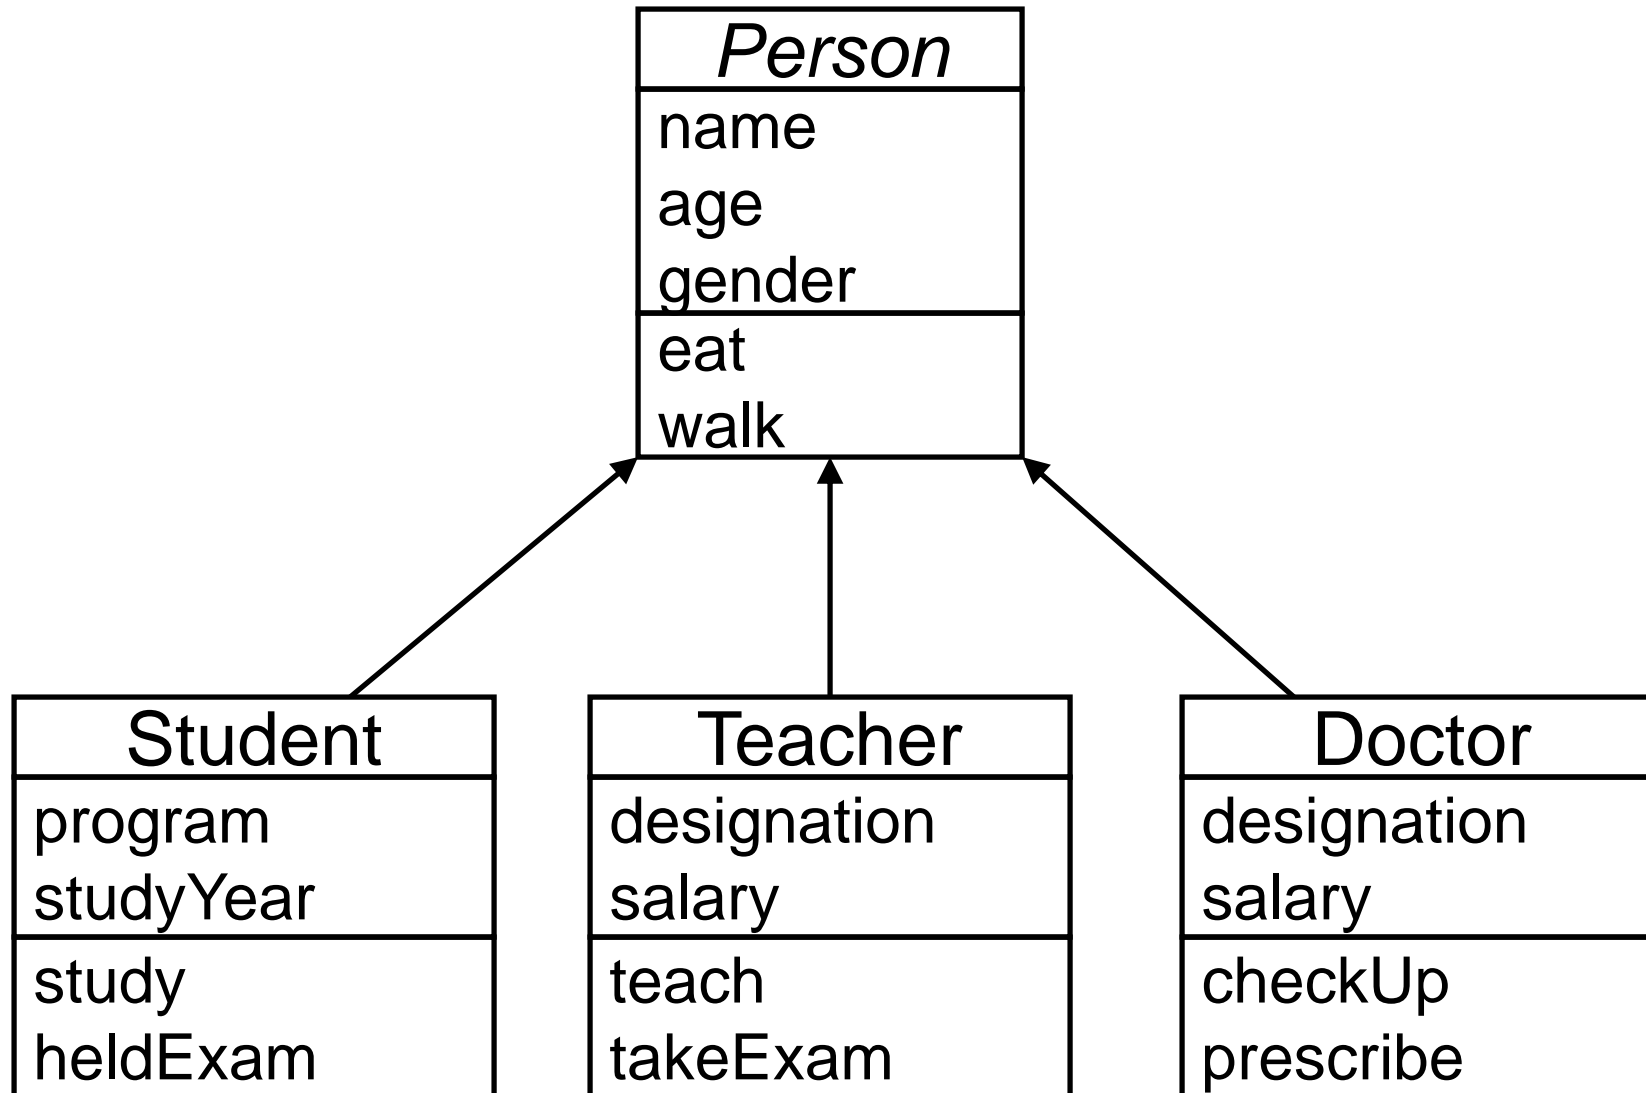 Person
name
age
gender
eat
walk
Student
program
studyYear
study
heldExam
Teacher
designation
salary
teach
takeExam
Doctor
designation
salary
checkUp
prescribe